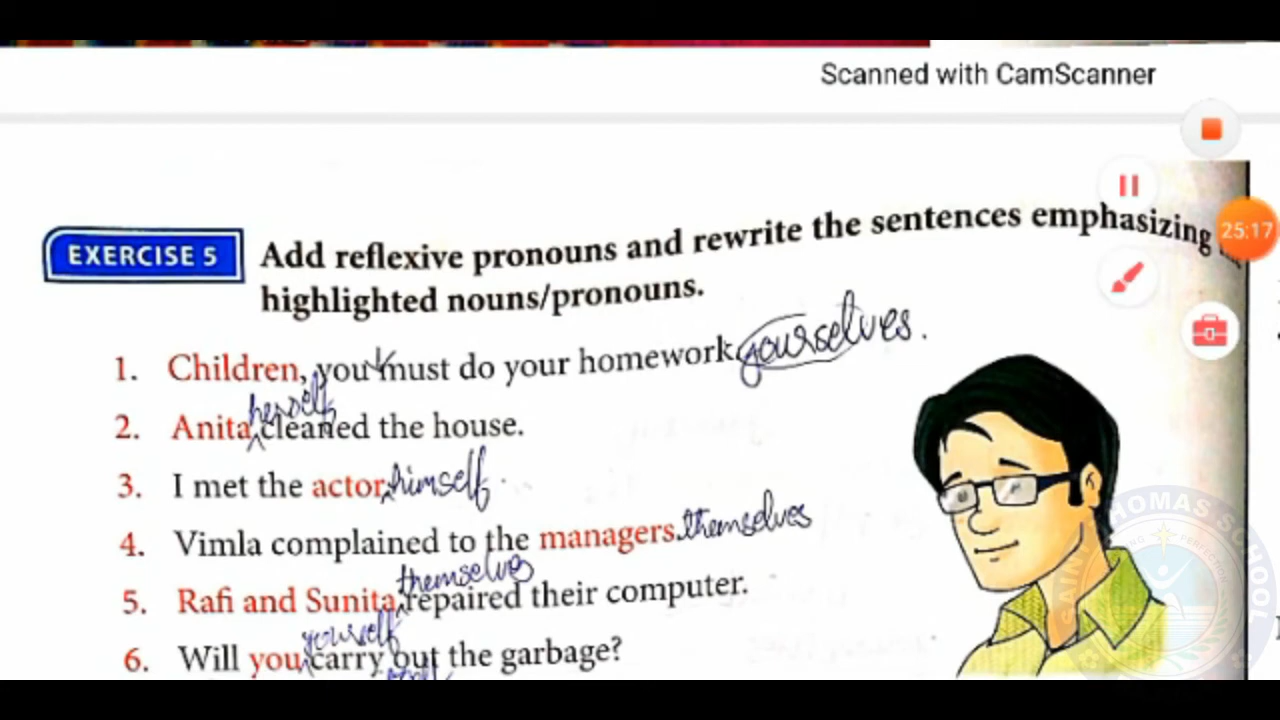 Scanned with CamScanner
25:17
EXERCISE 5 Add reflexive pronouns and rewrite the sentences emphasizing
highlighted nouns/pronouns.
1. Children, you must do your homework yourselves.
herself
2. Anita cleaned the house.
3. I met the actor himself.
4. Vimla complained to the managers. themselves
themselves
5. Rafi and Sunita repaired their computer.
yourself
6. Will you carry out the garbage?
THOMAS SCHOOL